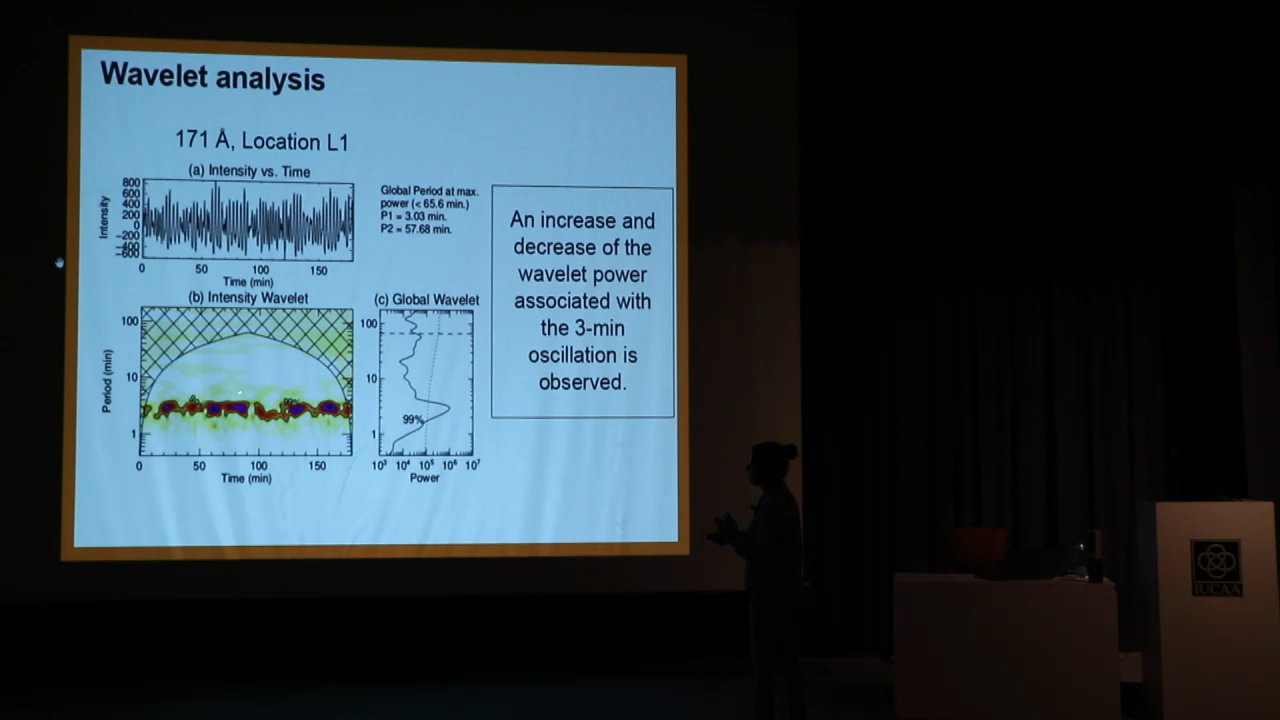 Wavelet analysis
171 Å, Location L1
(a) Intensity vs. Time
800
600
400
200
0
−200
−400
−600
Intensity
0 50 100 150
Time (min)
Global Period at max.
power (< 65.6 min.)
P1 = 3.03 min.
P2 = 57.68 min.
An increase and
decrease of the
wavelet power
associated with
the 3-min
oscillation is
observed.
(b) Intensity Wavelet
100
10
1
Period (min)
0 50 100 150
Time (min)
(c) Global Wavelet
100
10
1
99%
10³ 10⁴ 10⁵ 10⁶ 10⁷
Power
IUCAA